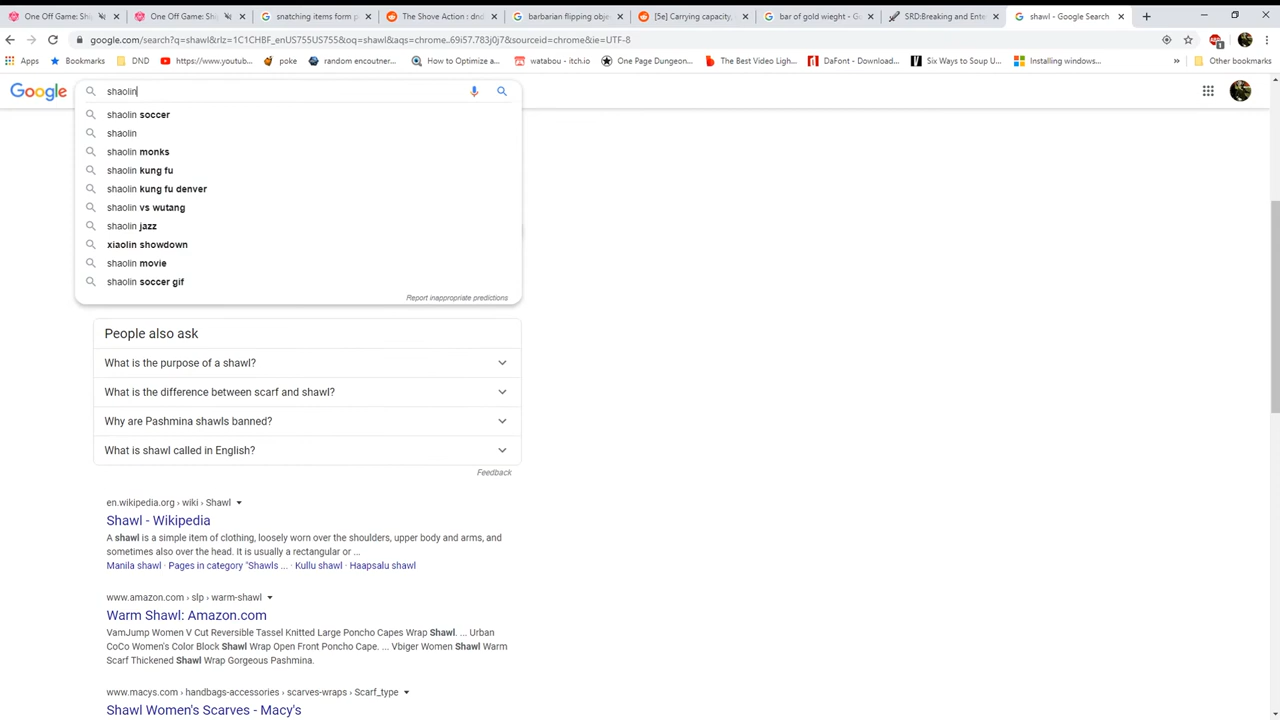 One Off Game: Ship
One Off Game: Ship
snatching items form p
The Shove Action : dnd
barbarian flipping obje
[5e] Carrying capacity,
bar of gold wieght - Go
SRD:Breaking and Ente
shawl - Google Search
google.com/search?q=shawl&rlz=1C1CHBF_enUS755US755&oq=shawl&aqs=chrome..69i57.783j0j7&sourceid=chrome&ie=UTF-8
Apps
Bookmarks
DND
https://www.youtub...
poke
random encoutner...
How to Optimize a...
watabou - itch.io
One Page Dungeon...
The Best Video Ligh...
DaFont - Download...
Six Ways to Soup U...
Installing windows...
»
Other bookmarks
Google
shaolin
shaolin soccer
shaolin
shaolin monks
shaolin kung fu
shaolin kung fu denver
shaolin vs wutang
shaolin jazz
xiaolin showdown
shaolin movie
shaolin soccer gif
Report inappropriate predictions
People also ask
What is the purpose of a shawl?
What is the difference between scarf and shawl?
Why are Pashmina shawls banned?
What is shawl called in English?
Feedback
en.wikipedia.org › wiki › Shawl
Shawl - Wikipedia
A shawl is a simple item of clothing, loosely worn over the shoulders, upper body and arms, and
sometimes also over the head. It is usually a rectangular or ...
Manila shawl · Pages in category "Shawls ... · Kullu shawl · Haapsalu shawl
www.amazon.com › slp › warm-shawl
Warm Shawl: Amazon.com
VamJump Women V Cut Reversible Tassel Knitted Large Poncho Capes Wrap Shawl. ... Urban
CoCo Women's Color Block Shawl Wrap Open Front Poncho Cape. ... Vbiger Women Shawl Warm
Scarf Thickened Shawl Wrap Gorgeous Pashmina.
www.macys.com › handbags-accessories › scarves-wraps › Scarf_type
Shawl Women's Scarves - Macy's